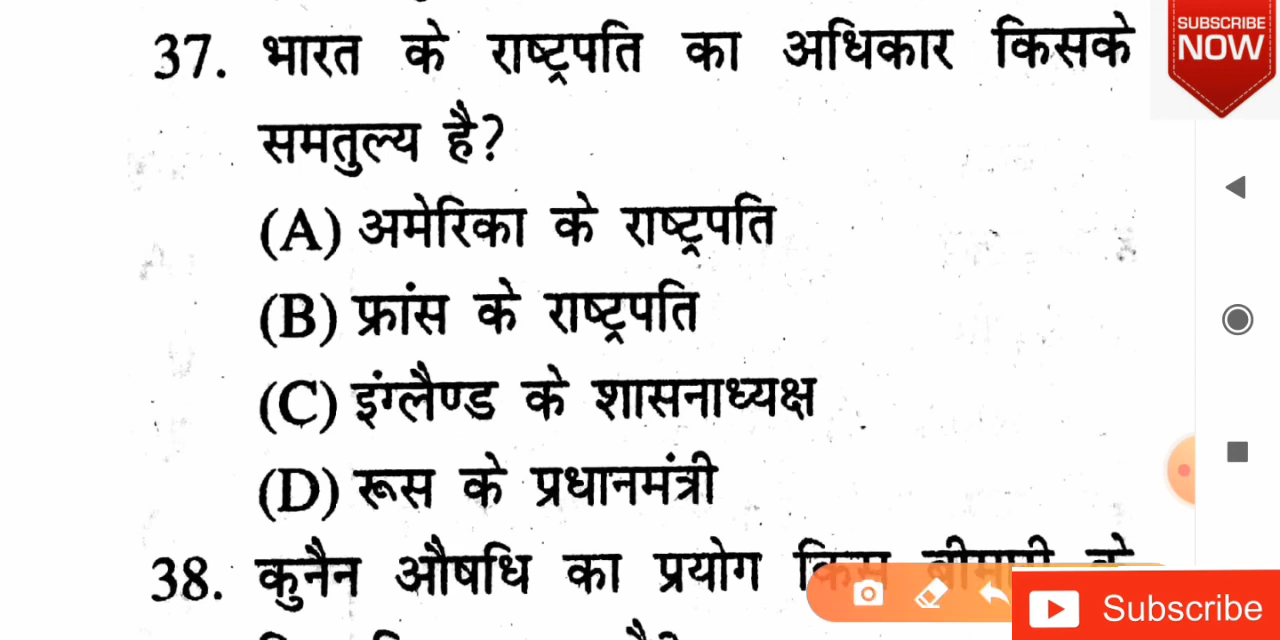 SUBSCRIBE
NOW
37. भारत के राष्ट्रपति का अधिकार किसके
समतुल्य है?
(A) अमेरिका के राष्ट्रपति
(B) फ्रांस के राष्ट्रपति
(C) इंग्लैण्ड के शासनाध्यक्ष
(D) रूस के प्रधानमंत्री
38. कुनैन औषधि का प्रयोग किस बीमारी के
Subscribe